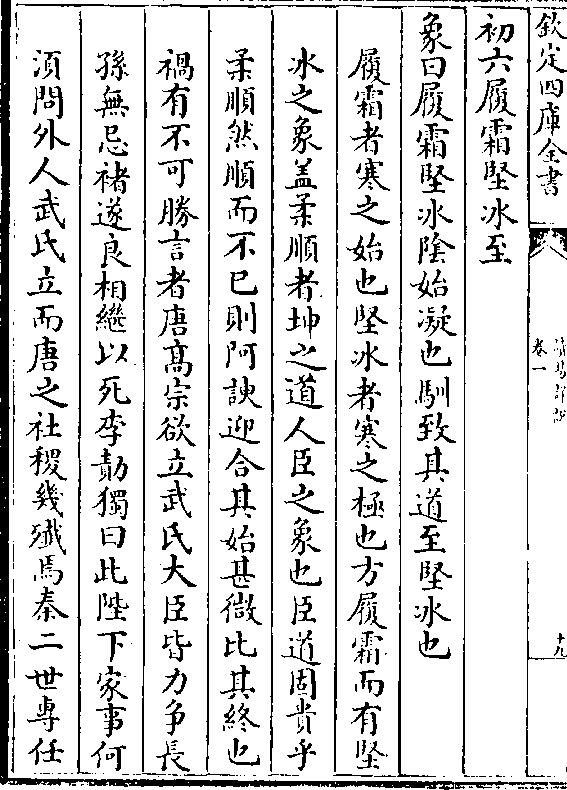 欽定四庫全書
卷一
十九
初六履霜堅冰至
象曰履霜堅冰陰始凝也馴致其道至堅冰也
履霜者寒之始也堅冰者寒之極也方履霜而有堅
冰之象盖柔順者坤之道人臣之象也臣道固貴乎
柔順然順而不已則阿諛迎合其始甚微比其終也
禍有不可勝言者唐髙宗欲立武氏大臣皆力争長
孫無忌褚遂良相繼以死李勣獨曰此陛下家事何
須問外人武氏立而唐之社稷幾殱焉秦二世専任